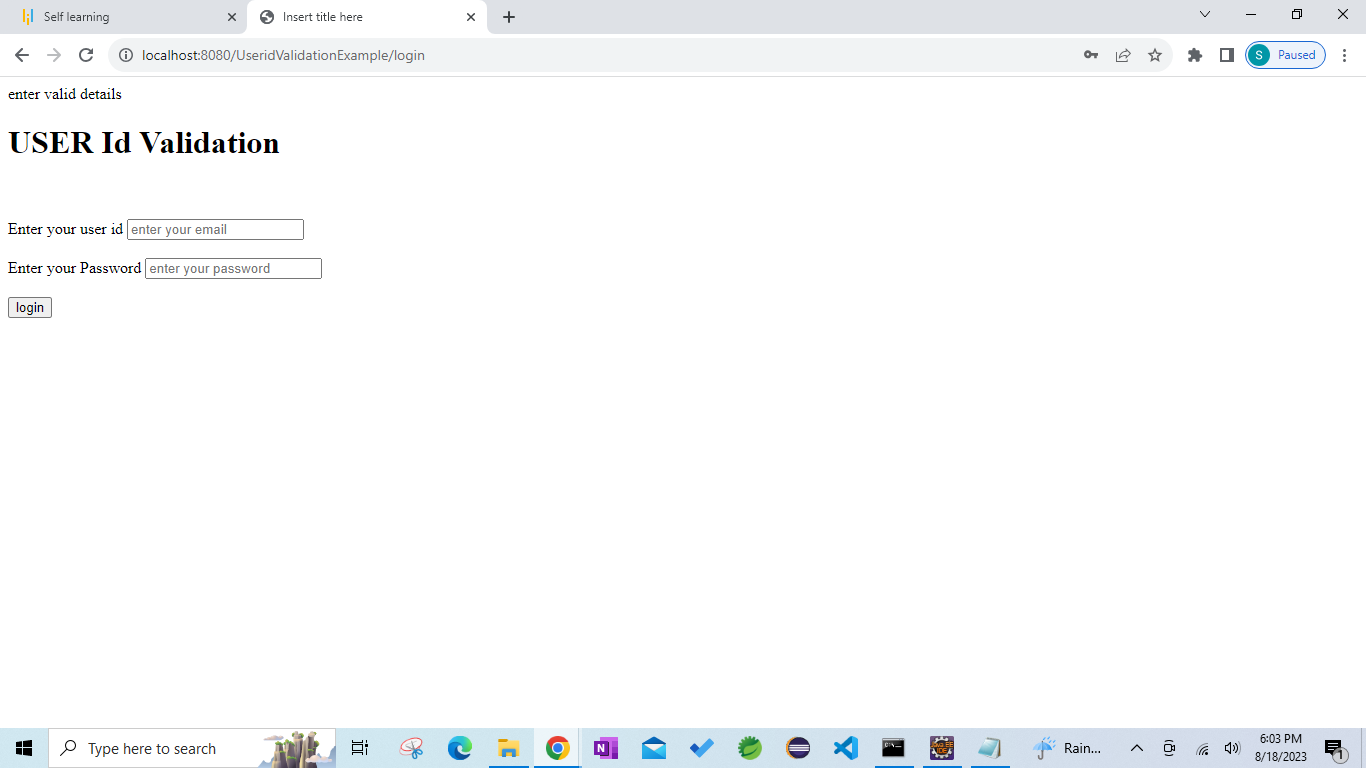 Self learning
Insert title here
localhost:8080/UseridValidationExample/login
S
Paused
enter valid details
USER Id Validation
Enter your user id enter your email
Enter your Password enter your password
login
Type here to search
N
Rain...
6:03 PM
8/18/2023
1